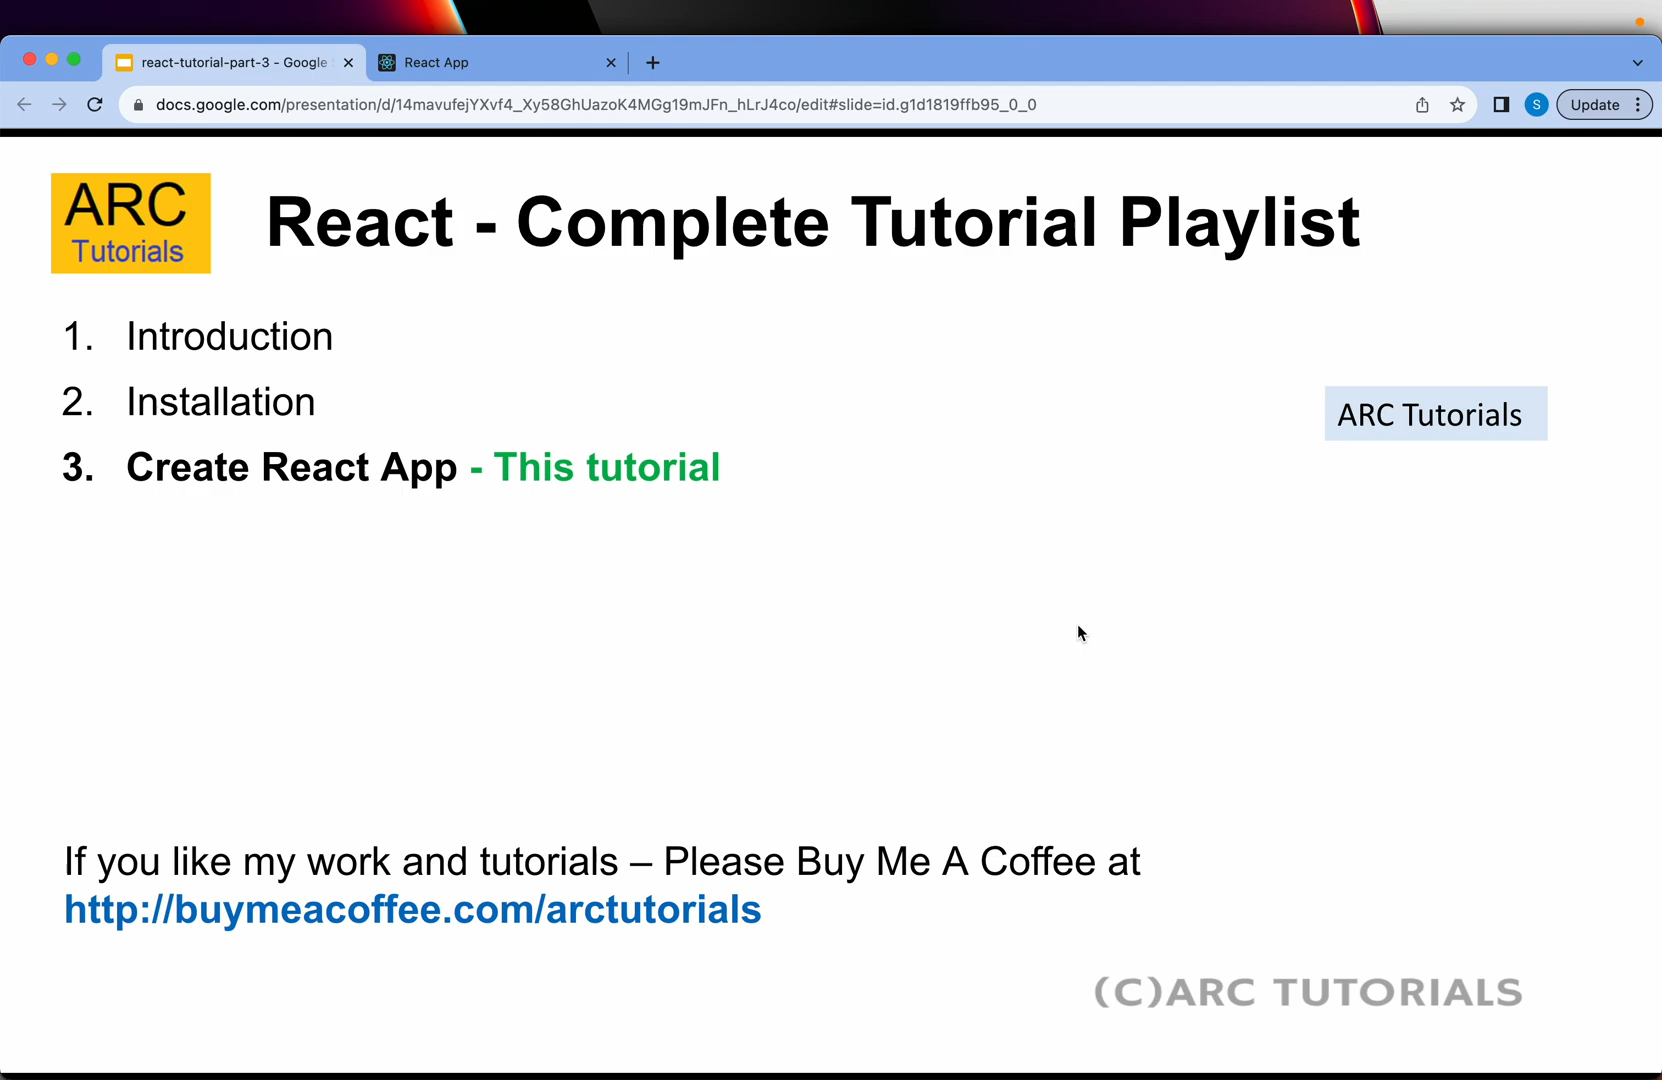 react-tutorial-part-3 - Google
React App
docs.google.com/presentation/d/14mavufejYXvf4_Xy58GhUazoK4MGg19mJFn_hLrJ4co/edit#slide=id.g1d1819ffb95_0_0
S
Update
ARC
Tutorials
React - Complete Tutorial Playlist
1. Introduction
2. Installation
3. Create React App - This tutorial
ARC Tutorials
If you like my work and tutorials – Please Buy Me A Coffee at
http://buymeacoffee.com/arctutorials
(C)ARC TUTORIALS